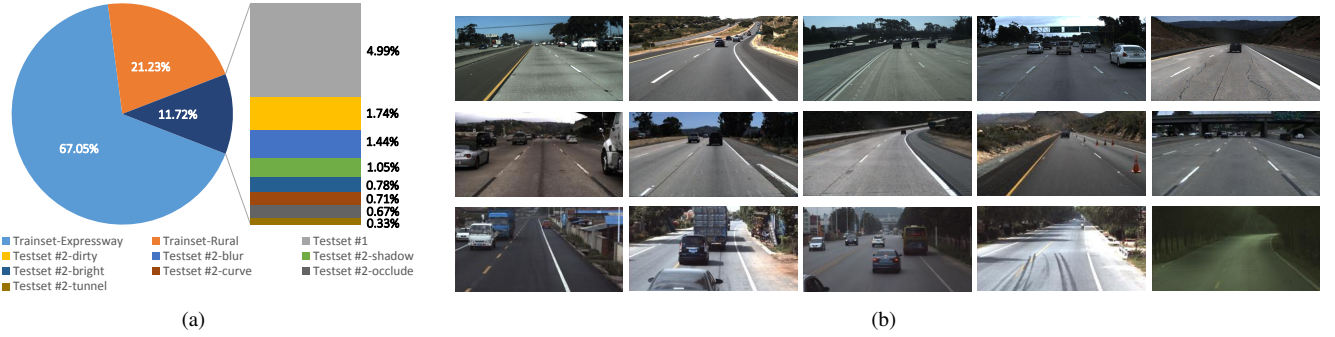 4.99%
21.23%
1.74%
11.72%
1.44%
67.05%
1.05%
0.78%
0.71%
0.67%
0.33%
Trainset-Expressway Trainset-Rural Testset #1
Testset #2-dirty Testset #2-blur Testset #2-shadow
Testset #2-bright Testset #2-curve Testset #2-occlude
Testset #2-tunnel
(a) (b)